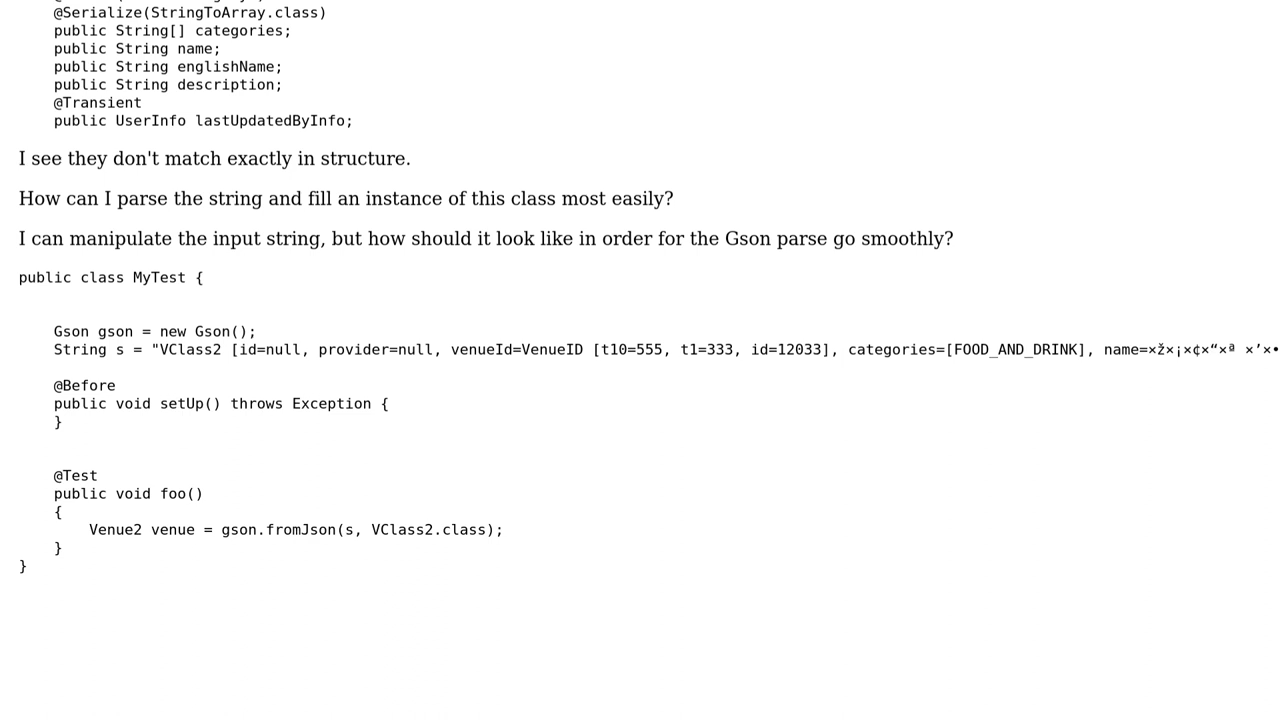 @Serialize(StringToArray.class)
public String[] categories;
public String name;
public String englishName;
public String description;
@Transient
public UserInfo lastUpdatedByInfo;
I see they don't match exactly in structure.
How can I parse the string and fill an instance of this class most easily?
I can manipulate the input string, but how should it look like in order for the Gson parse go smoothly?
public class MyTest {
Gson gson = new Gson();
String s = "VClass2 [id=null, provider=null, venueId=VenueID [t10=555, t1=333, id=12033], categories=[FOOD_AND_DRINK], name=×ž×¡×¢×“×ª ×’×•
@Before
public void setUp() throws Exception {
}
@Test
public void foo()
{
Venue2 venue = gson.fromJson(s, VClass2.class);
}
}